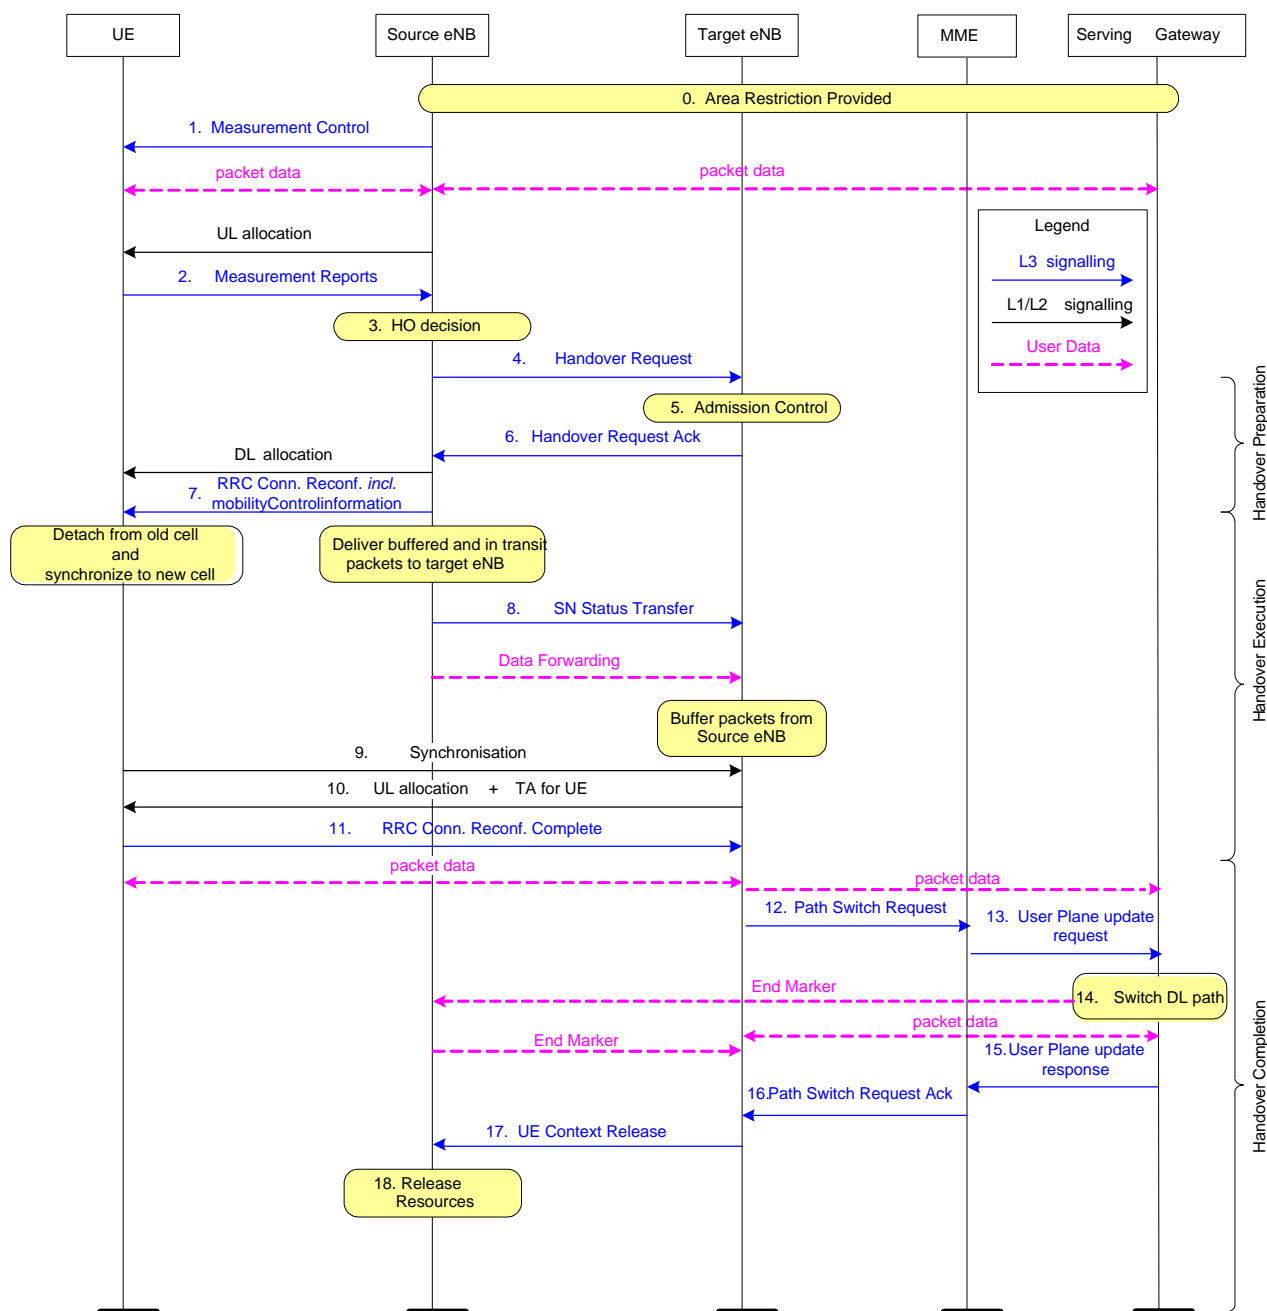 UE
Source eNB
Target eNB
MME
Serving Gateway
0. Area Restriction Provided
1. Measurement Control
packet data
packet data
Legend
L3 signalling
L1/L2 signalling
User Data
UL allocation
2. Measurement Reports
3. HO decision
4. Handover Request
5. Admission Control
6. Handover Request Ack
DL allocation
7. RRC Conn. Reconf. incl.
mobilityControlinformation
Handover Preparation
Detach from old cell
and
synchronize to new cell
Deliver buffered and in transit
packets to target eNB
8. SN Status Transfer
Data Forwarding
Buffer packets from
Source eNB
9. Synchronisation
10. UL allocation + TA for UE
11. RRC Conn. Reconf. Complete
Handover Execution
packet data
packet data
12. Path Switch Request
13. User Plane update
request
End Marker
14. Switch DL path
packet data
End Marker
15.User Plane update
response
16.Path Switch Request Ack
17. UE Context Release
18. Release
Resources
Handover Completion